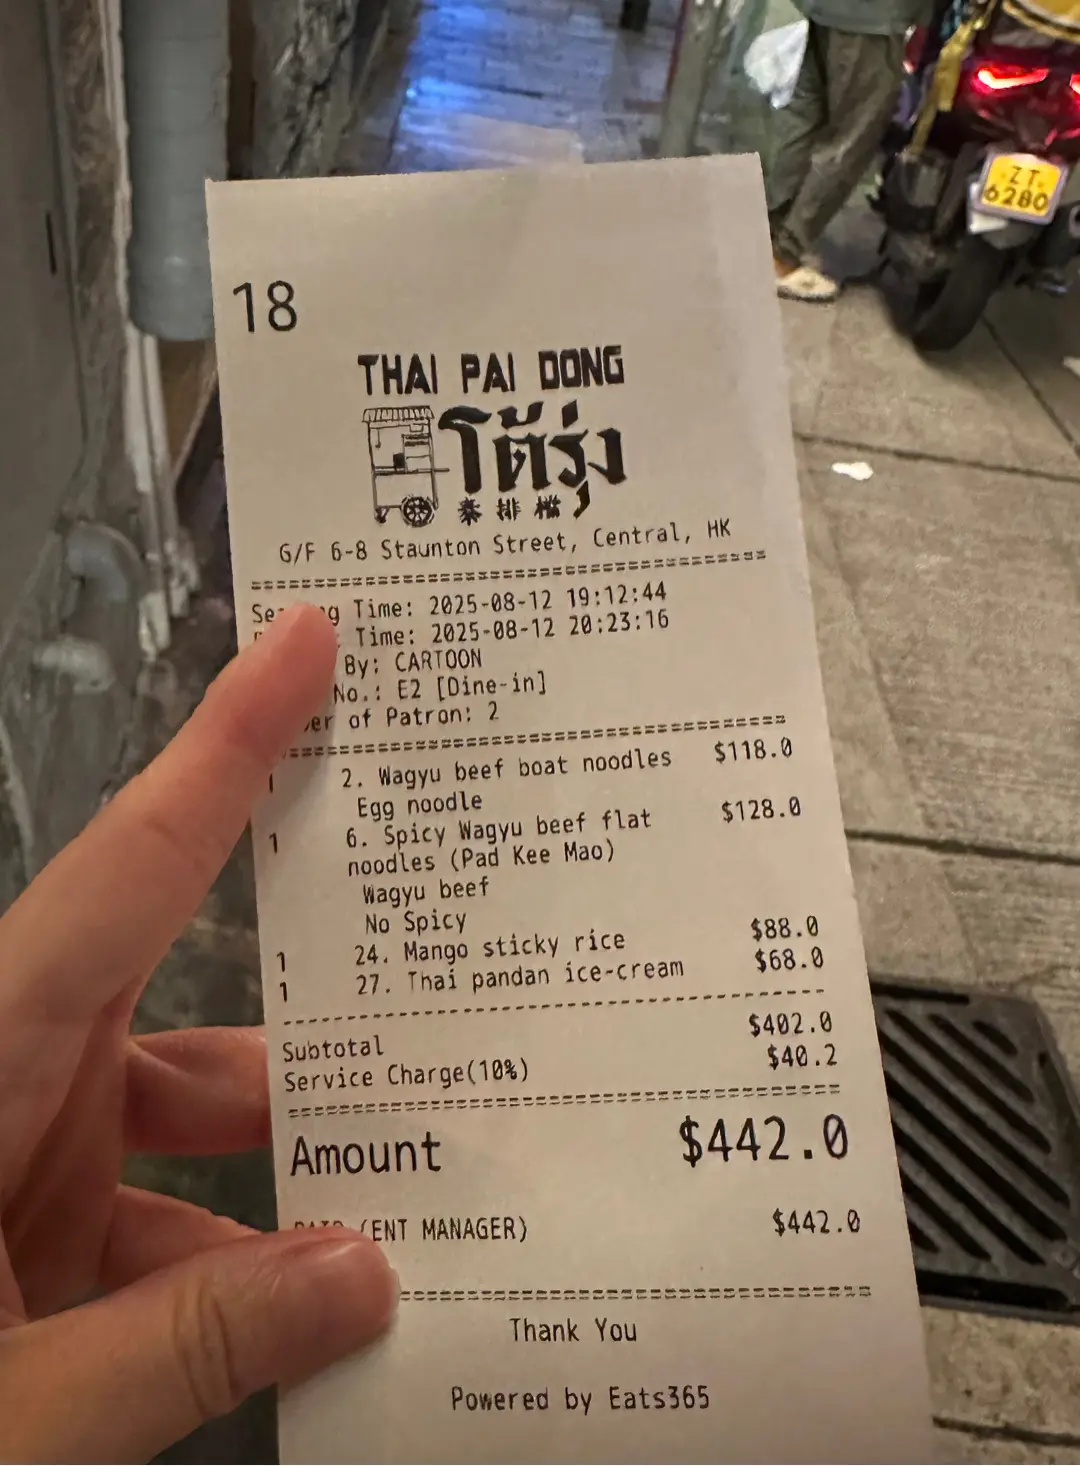 18
THAI PAI DONG
โต้รุ่ง
泰排檔
G/F 6-8 Staunton Street, Central, HK
Time: 2025-08-12 19:12:44
Time: 2025-08-12 20:23:16
By: CARTOON
No.: E2 [Dine-in]
of Patron: 2
1 2. Wagyu beef boat noodles $118.0
Egg noodle
1 6. Spicy Wagyu beef flat $128.0
noodles (Pad Kee Mao)
Wagyu beef
No Spicy
1 24. Mango sticky rice $88.0
1 27. Thai pandan ice-cream $68.0
Subtotal $402.0
Service Charge(10%) $40.2
Amount $442.0
(ENT MANAGER) $442.0
Thank You
Powered by Eats365
ZT
6280